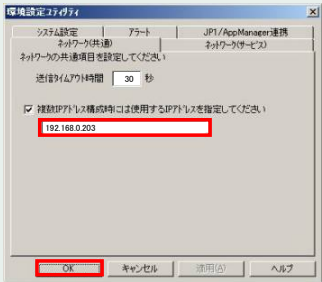 環境設定ユティリティ
システム設定 アラート JP1/AppManager連携
ネットワーク(共通) ネットワーク(サービス)
ネットワークの共通項目を設定してください
送信タイムアウト時間 30 秒
複数IPアドレス構成時には使用するIPアドレスを指定してください
192.168.0.203
OK キャンセル 適用(A) ヘルプ